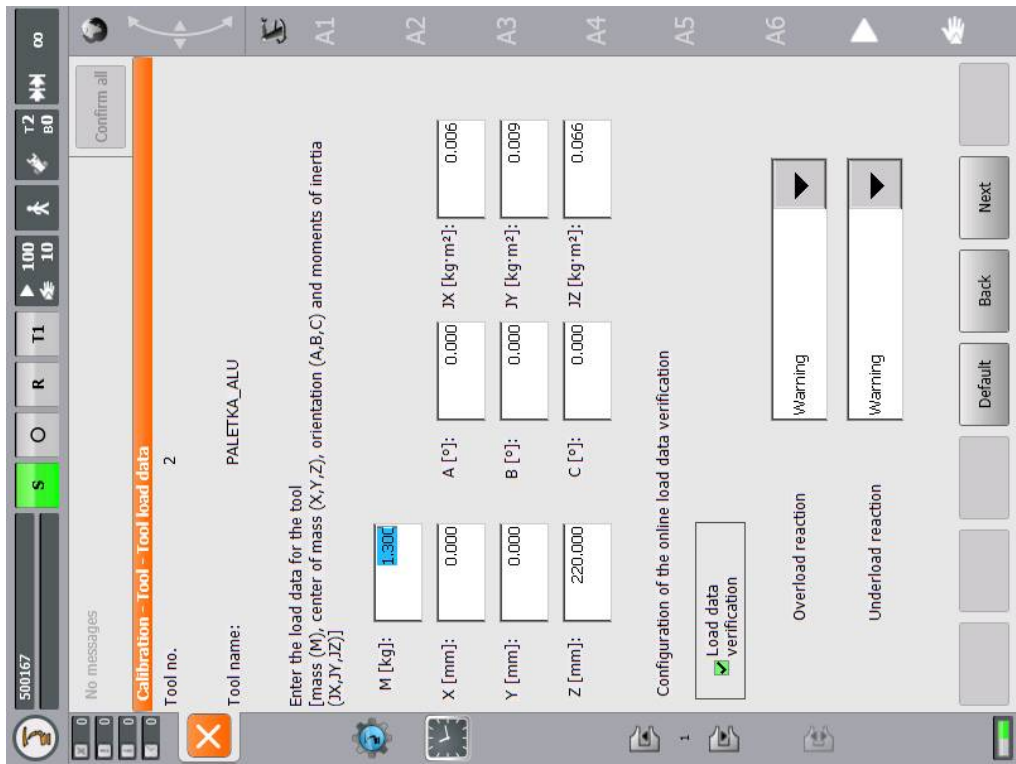 500167
S O R T1 100 10 T2 B0 ∞
0
0
0
0
No messages
Confirm all
Calibration - Tool - Tool load data
Tool no. 2
Tool name: PALETKA_ALU
Enter the load data for the tool
[mass (M), center of mass (X,Y,Z), orientation (A,B,C) and moments of inertia
(JX,JY,JZ)]
M [kg]: 1.300
X [mm]: 0.000 A [°]: 0.000 JX [kg·m²]: 0.006
Y [mm]: 0.000 B [°]: 0.000 JY [kg·m²]: 0.009
Z [mm]: 220.000 C [°]: 0.000 JZ [kg·m²]: 0.066
Configuration of the online load data verification
Load data
verification
Overload reaction Warning
Underload reaction Warning
Default Back Next
A1
A2
A3
A4
A5
A6
1